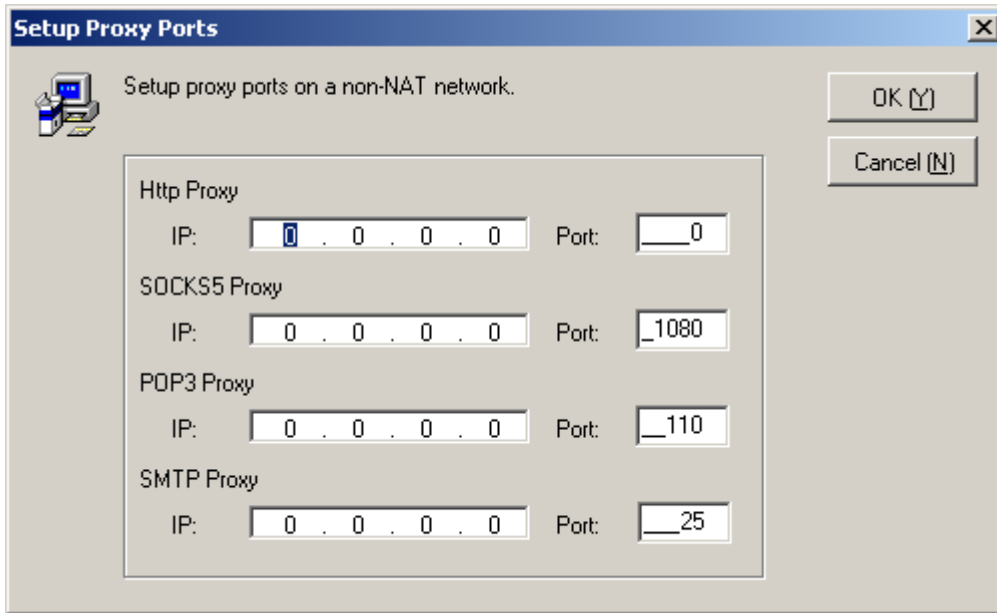 Setup Proxy Ports
Setup proxy ports on a non-NAT network.
OK (Y)
Cancel (N)
Http Proxy
IP: 0 . 0 . 0 . 0 Port: ____0
SOCKS5 Proxy
IP: 0 . 0 . 0 . 0 Port: _1080
POP3 Proxy
IP: 0 . 0 . 0 . 0 Port: __110
SMTP Proxy
IP: 0 . 0 . 0 . 0 Port: ___25